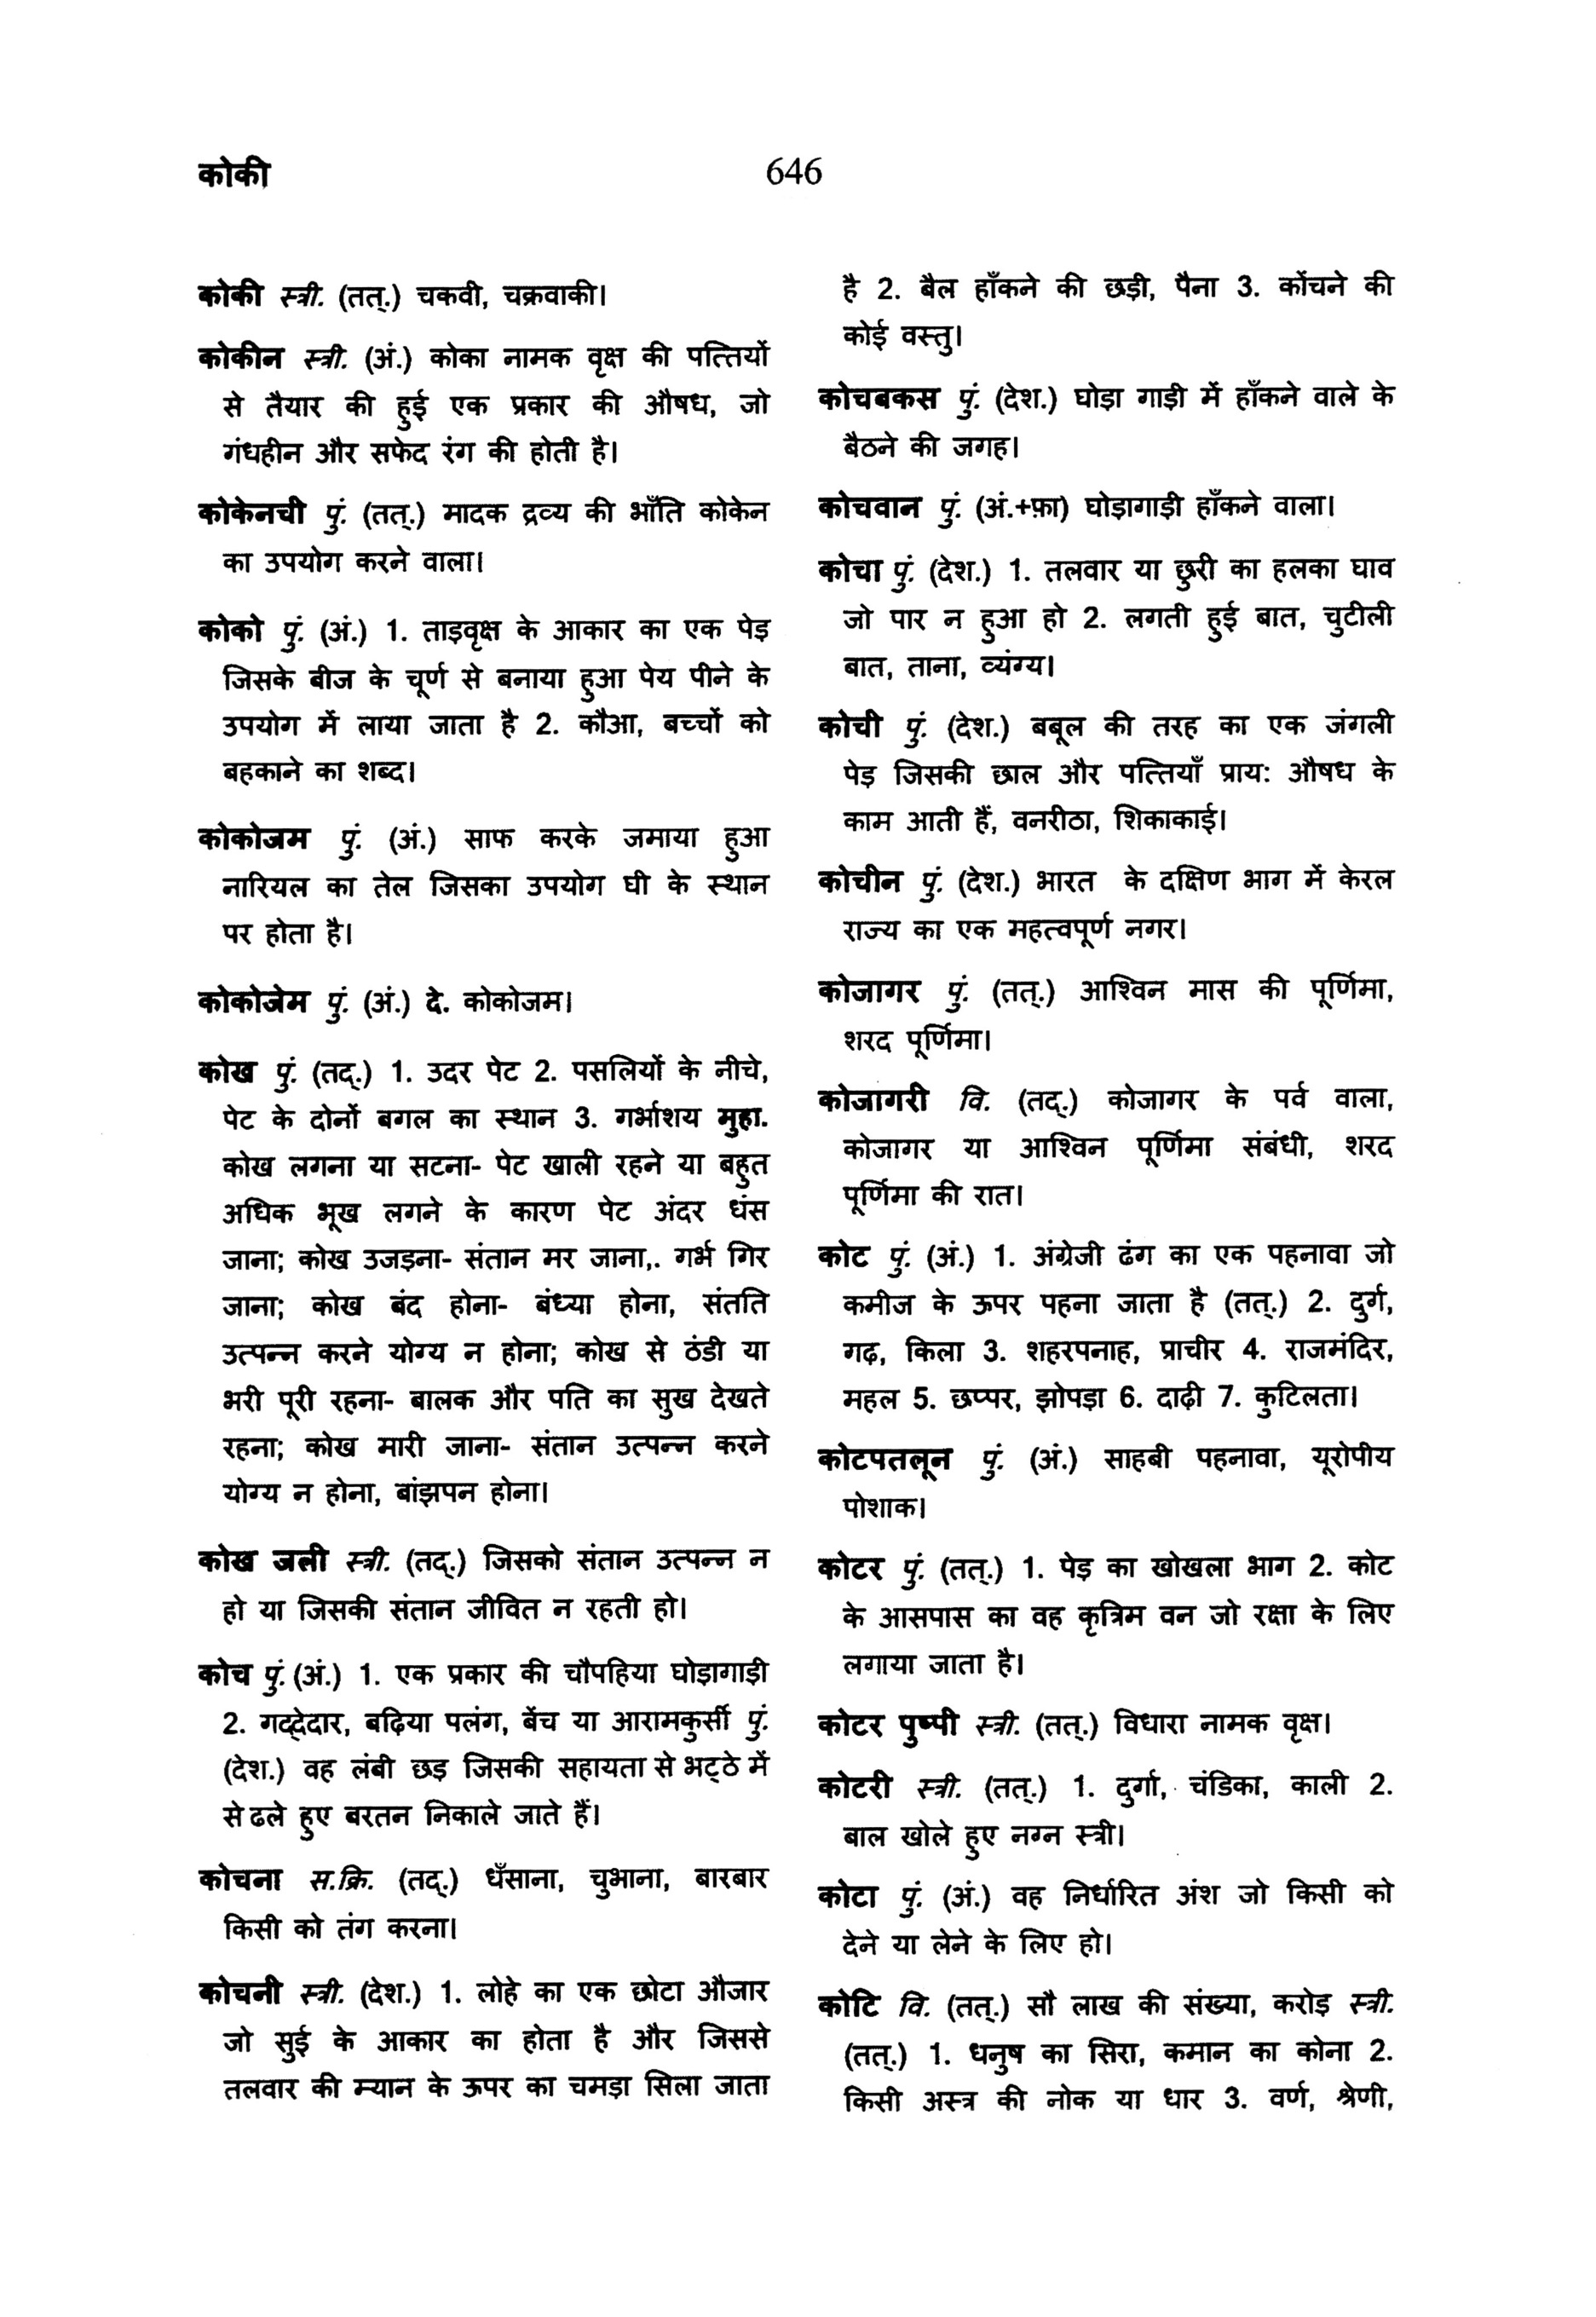 कोकी
646
कोकी स्त्री. (तत्.) चकवी, चक्रवाकी।
कोकीन स्त्री. (अं.) कोका नामक वृक्ष की पत्तियों
से तैयार की हुई एक प्रकार की औषध, जो
गंधहीन और सफेद रंग की होती है।
कोकेनची पुं. (तत्.) मादक द्रव्य की भाँति कोकेन
का उपयोग करने वाला।
कोको पुं. (अं.) 1. ताड़वृक्ष के आकार का एक पेड़
जिसके बीज के चूर्ण से बनाया हुआ पेय पीने के
उपयोग में लाया जाता है 2. कौआ, बच्चों को
बहकाने का शब्द।
कोकोजम पुं. (अं.) साफ करके जमाया हुआ
नारियल का तेल जिसका उपयोग घी के स्थान
पर होता है।
कोकोजेम पुं. (अं.) दे. कोकोजम।
कोख पुं. (तद्.) 1. उदर पेट 2. पसलियों के नीचे,
पेट के दोनों बगल का स्थान 3. गर्भाशय मुहा.
कोख लगना या सटना- पेट खाली रहने या बहुत
अधिक भूख लगने के कारण पेट अंदर धंस
जाना; कोख उजड़ना- संतान मर जाना,. गर्भ गिर
जाना; कोख बंद होना- बंध्या होना, संतति
उत्पन्न करने योग्य न होना; कोख से ठंडी या
भरी पूरी रहना- बालक और पति का सुख देखते
रहना; कोख मारी जाना- संतान उत्पन्न करने
योग्य न होना, बांझपन होना।
कोख जली स्त्री. (तद्.) जिसको संतान उत्पन्न न
हो या जिसकी संतान जीवित न रहती हो।
कोच पुं. (अं.) 1. एक प्रकार की चौपहिया घोड़ागाड़ी
2. गद्देदार, बढ़िया पलंग, बेंच या आरामकुर्सी पुं.
(देश.) वह लंबी छड़ जिसकी सहायता से भट्ठे में
से ढले हुए बरतन निकाले जाते हैं।
कोचना स.क्रि. (तद्.) धँसाना, चुभाना, बारबार
किसी को तंग करना।
कोचनी स्त्री. (देश.) 1. लोहे का एक छोटा औजार
जो सुई के आकार का होता है और जिससे
तलवार की म्यान के ऊपर का चमड़ा सिला जाता
है 2. बैल हाँकने की छड़ी, पैना 3. कोंचने की
कोई वस्तु।
कोचबकस पुं. (देश.) घोड़ा गाड़ी में हाँकने वाले के
बैठने की जगह।
कोचवान पुं. (अं.+फ़ा) घोड़ागाड़ी हाँकने वाला।
कोचा पुं. (देश.) 1. तलवार या छुरी का हलका घाव
जो पार न हुआ हो 2. लगती हुई बात, चुटीली
बात, ताना, व्यंग्य।
कोची पुं. (देश.) बबूल की तरह का एक जंगली
पेड़ जिसकी छाल और पत्तियाँ प्राय: औषध के
काम आती हैं, वनरीठा, शिकाकाई।
कोचीन पुं. (देश.) भारत के दक्षिण भाग में केरल
राज्य का एक महत्वपूर्ण नगर।
कोजागर पुं. (तत्.) आश्विन मास की पूर्णिमा,
शरद पूर्णिमा।
कोजागरी वि. (तद्.) कोजागर के पर्व वाला,
कोजागर या आश्विन पूर्णिमा संबंधी, शरद
पूर्णिमा की रात।
कोट पुं. (अं.) 1. अंग्रेजी ढंग का एक पहनावा जो
कमीज के ऊपर पहना जाता है (तत्.) 2. दुर्ग,
गढ़, किला 3. शहरपनाह, प्राचीर 4. राजमंदिर,
महल 5. छप्पर, झोपड़ा 6. दाढ़ी 7. कुटिलता।
कोटपतलून पुं. (अं.) साहबी पहनावा, यूरोपीय
पोशाक।
कोटर पुं. (तत्.) 1. पेड़ का खोखला भाग 2. कोट
के आसपास का वह कृत्रिम वन जो रक्षा के लिए
लगाया जाता है।
कोटर पुष्पी स्त्री. (तत्.) विधारा नामक वृक्ष।
कोटरी स्त्री. (तत्.) 1. दुर्गा, चंडिका, काली 2.
बाल खोले हुए नग्न स्त्री।
कोटा पुं. (अं.) वह निर्धारित अंश जो किसी को
देने या लेने के लिए हो।
कोटि वि. (तत्.) सौ लाख की संख्या, करोड़ स्त्री.
(तत्.) 1. धनुष का सिरा, कमान का कोना 2.
किसी अस्त्र की नोक या धार 3. वर्ण, श्रेणी,